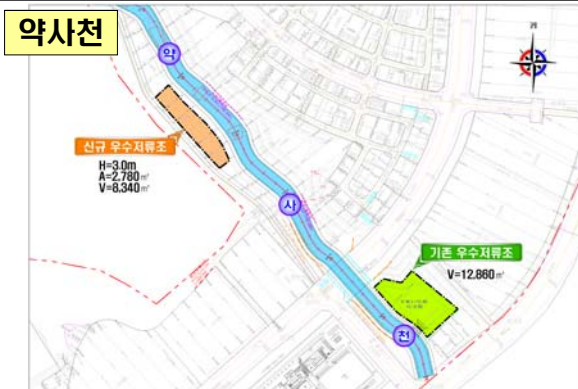 약사천
약
신규 우수저류조
H=3.0m
A=2.780㎡
V=8.340㎥
사
기존 우수저류조
V=12.860㎥
천